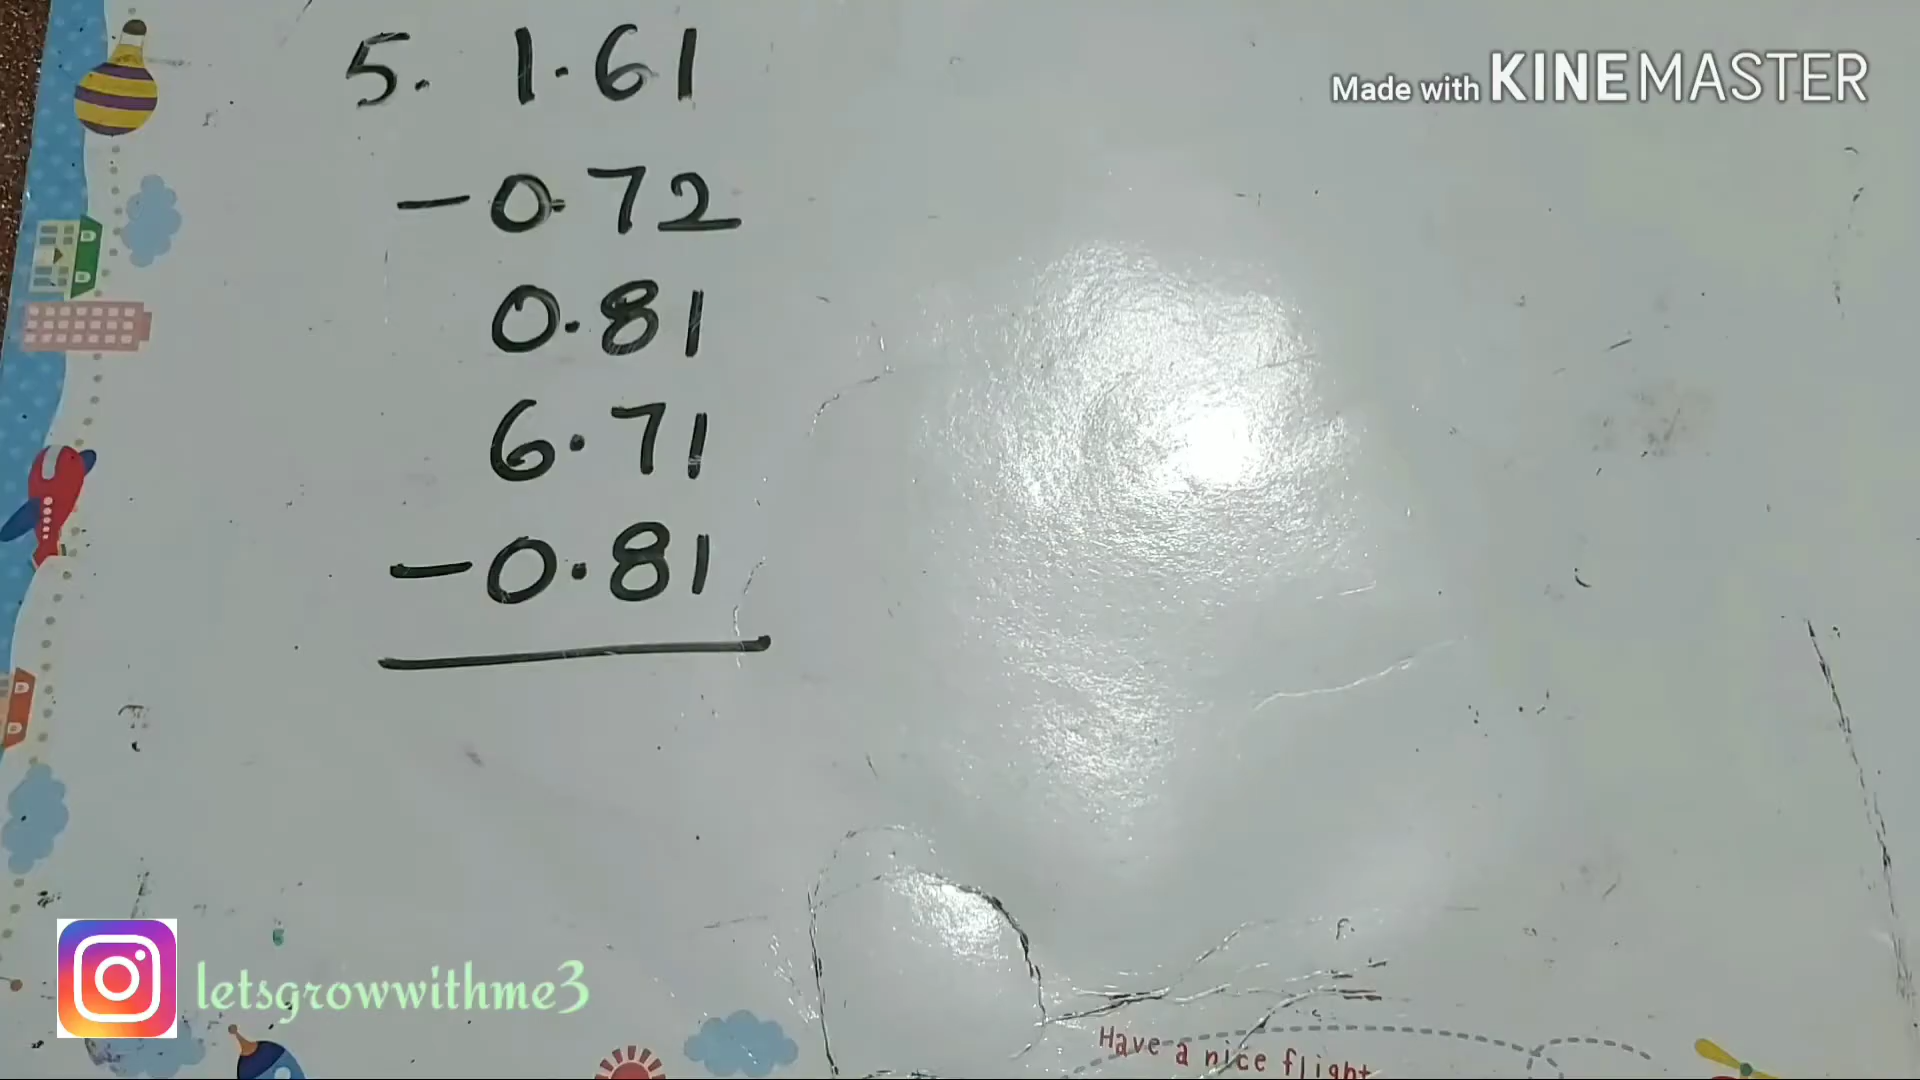 5. 1.61
-0.72
0.81
6.71
-0.81
Made with KINEMASTER
letsgrowwithme3
Have a nice flight